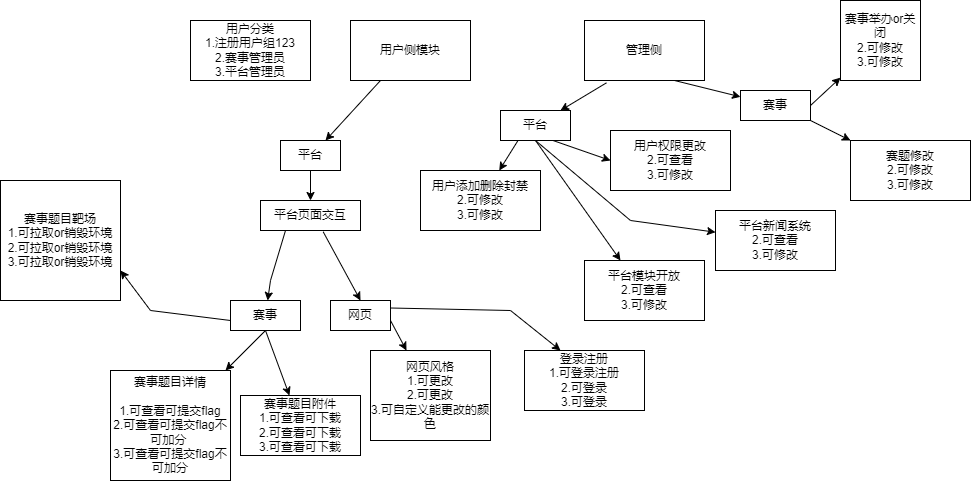 用户分类
1.注册用户组123
2.赛事管理员
3.平台管理员
用户侧模块
管理侧
赛事举办or关
闭
2.可修改
3.可修改
赛事
平台
平台
用户权限更改
2.可查看
3.可修改
赛题修改
2.可修改
3.可修改
用户添加删除封禁
2.可修改
3.可修改
赛事题目靶场
1.可拉取or销毁环境
2.可拉取or销毁环境
3.可拉取or销毁环境
平台页面交互
平台新闻系统
2.可查看
3.可修改
平台模块开放
2.可查看
3.可修改
赛事
网页
赛事题目详情
1.可查看可提交flag
2.可查看可提交flag不
可加分
3.可查看可提交flag不
可加分
赛事题目附件
1.可查看可下载
2.可查看可下载
3.可查看可下载
网页风格
1.可更改
2.可更改
3.可自定义能更改的颜
色
登录注册
1.可登录注册
2.可登录
3.可登录